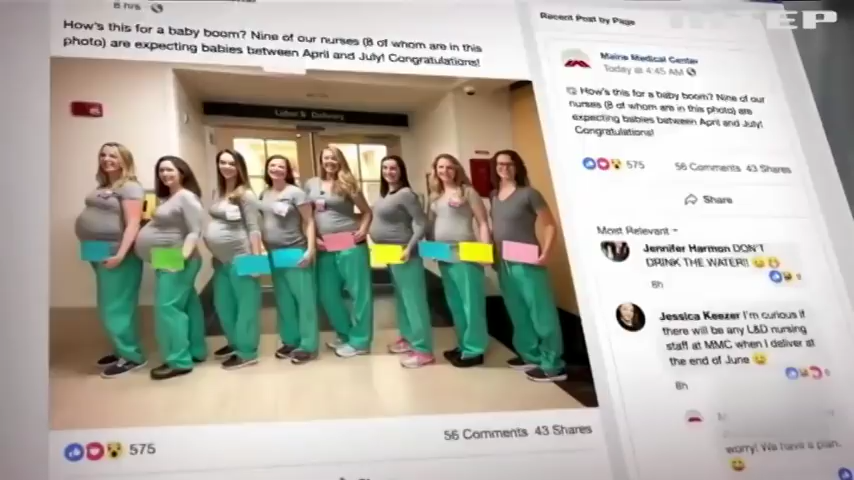 8 hrs
How's this for a baby boom? Nine of our nurses (8 of whom are in this
photo) are expecting babies between April and July! Congratulations!
Labor & Delivery
575
56 Comments 43 Shares
Recent Post by Page
ІНТЕР
Maine Medical Center
Today @ 4:45 AM
How's this for a baby boom? Nine of our
nurses (8 of whom are in this photo) are
expecting babies between April and July!
Congratulations!
575
56 Comments 43 Shares
Share
Most Relevant
Jennifer Harmon DON'T
DRINK THE WATER!!
9
8h
Jessica Keezer I'm curious if
there will be any L&D nursing
staff at MMC when I deliver at
the end of June
9
8h
worry! We have a plan.